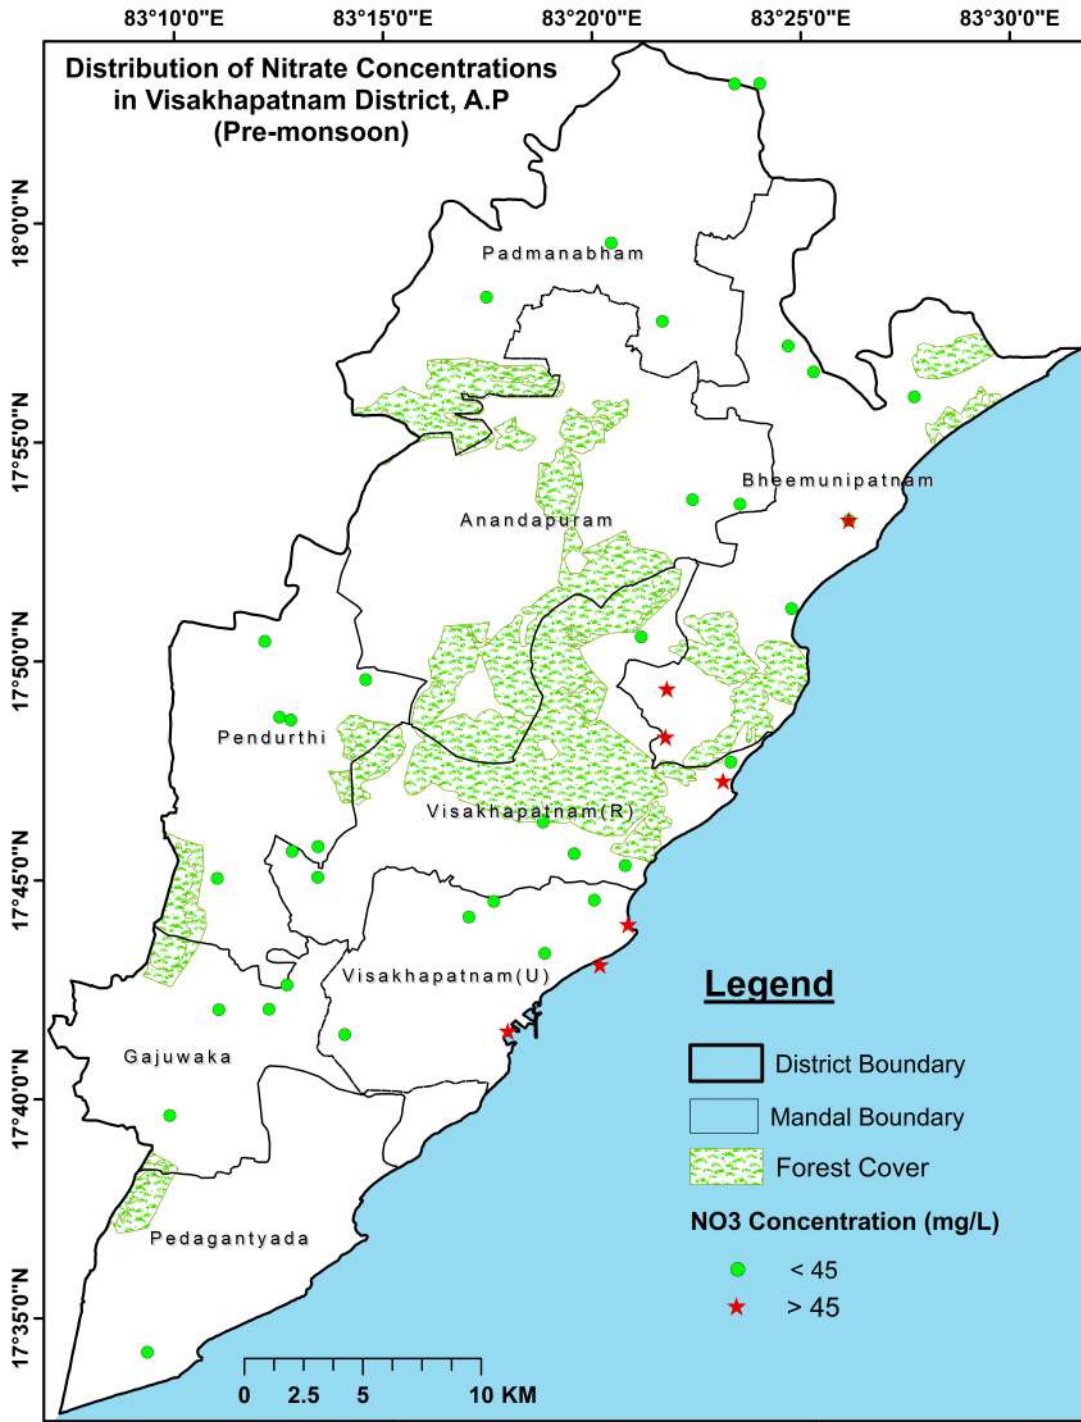 83°10'0"E 83°15'0"E 83°20'0"E 83°25'0"E 83°30'0"E
Distribution of Nitrate Concentrations
in Visakhapatnam District, A.P
(Pre-monsoon)
18°0'0"N
Padmanabham
17°55'0"N
Bheemunipatnam
Anandapuram
17°50'0"N
Pendurthi
Visakhapatnam(R)
17°45'0"N
Visakhapatnam(U)
Gajuwaka
17°40'0"N
Pedagantyada
17°35'0"N
Legend
District Boundary
Mandal Boundary
Forest Cover
NO3 Concentration (mg/L)
< 45
> 45
0 2.5 5 10 KM